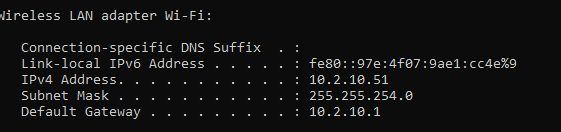 Wireless LAN adapter Wi-Fi:
Connection-specific DNS Suffix . :
Link-local IPv6 Address . . . . . : fe80::97e:4f07:9ae1:cc4e%9
IPv4 Address. . . . . . . . . . . : 10.2.10.51
Subnet Mask . . . . . . . . . . . : 255.255.254.0
Default Gateway . . . . . . . . . : 10.2.10.1